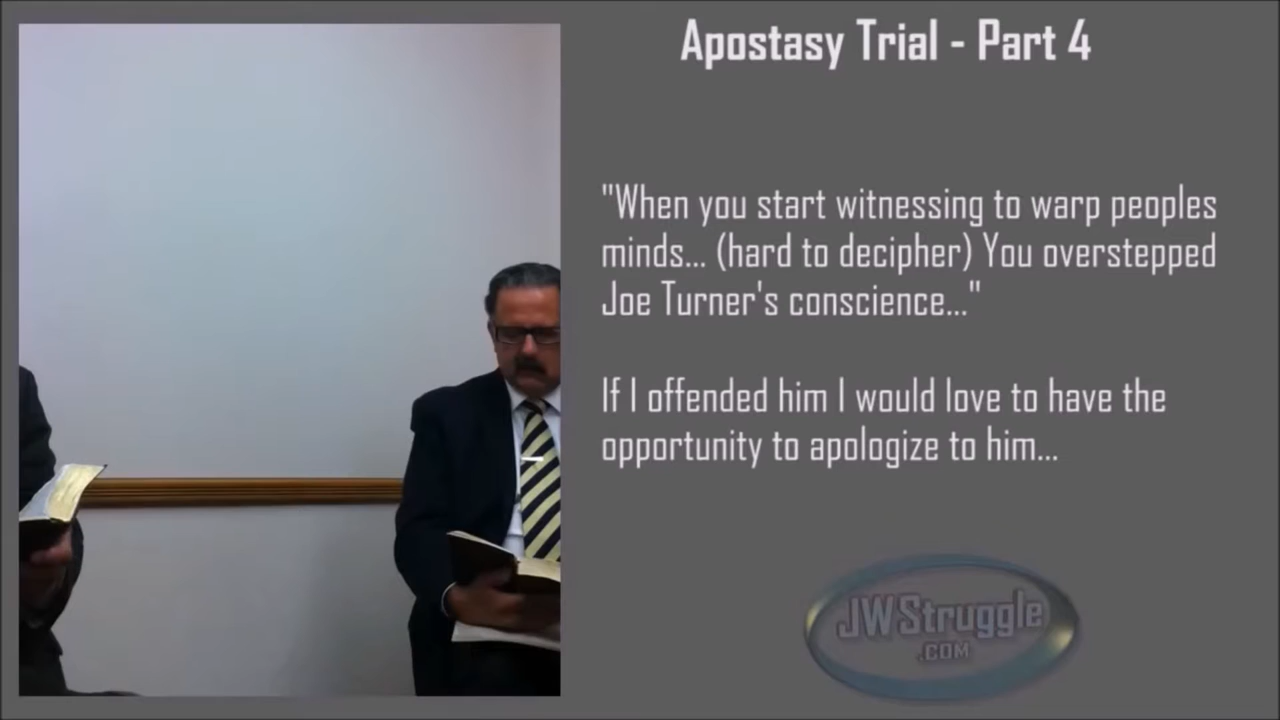 Apostasy Trial - Part 4
"When you start witnessing to warp peoples
minds... (hard to decipher) You overstepped
Joe Turner's conscience..."
If I offended him I would love to have the
opportunity to apologize to him...
JWStruggle
.COM